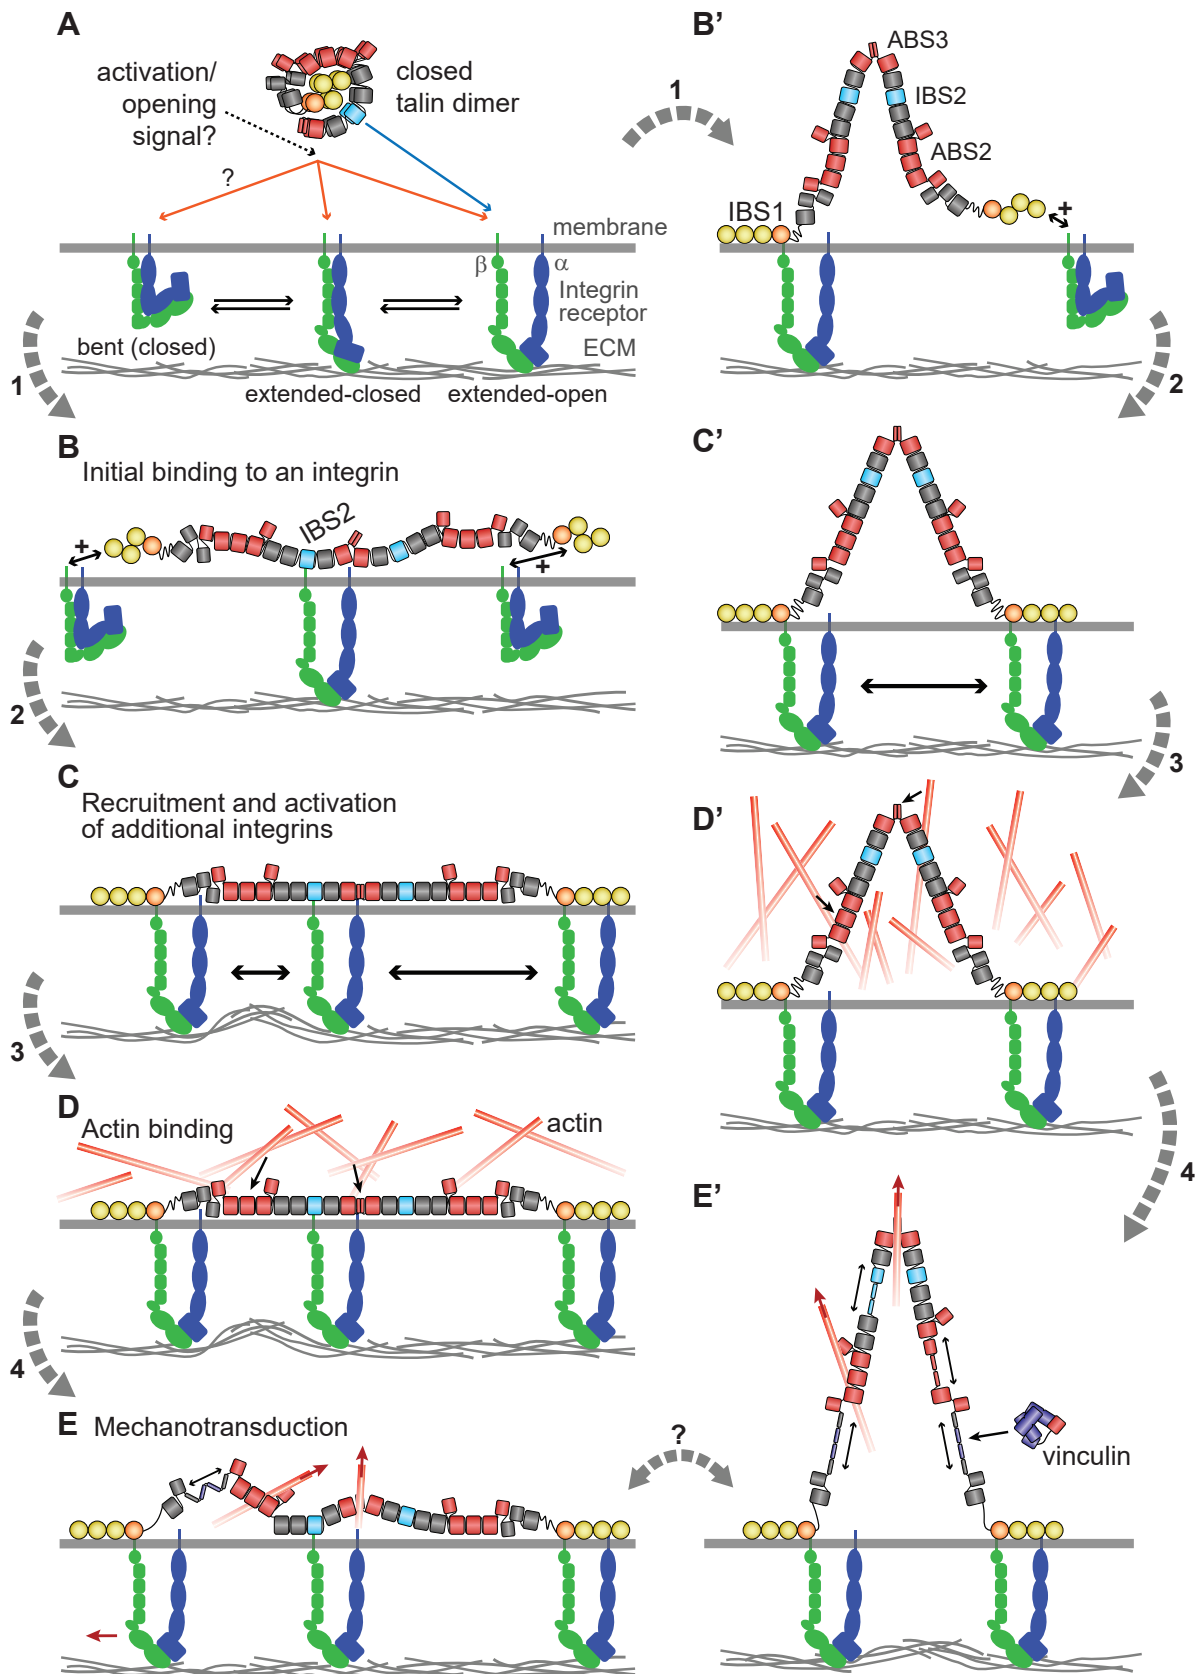 A
activation/
opening
signal?
closed
talin dimer
?
membrane
β
α
Integrin
receptor
ECM
bent (closed)
extended-closed
extended-open
1
B
Initial binding to an integrin
IBS2
+
+
2
C
Recruitment and activation
of additional integrins
3
D
Actin binding
actin
4
E
Mechanotransduction
?
1
B’
ABS3
IBS2
ABS2
IBS1
+
2
C’
3
D’
4
E’
vinculin